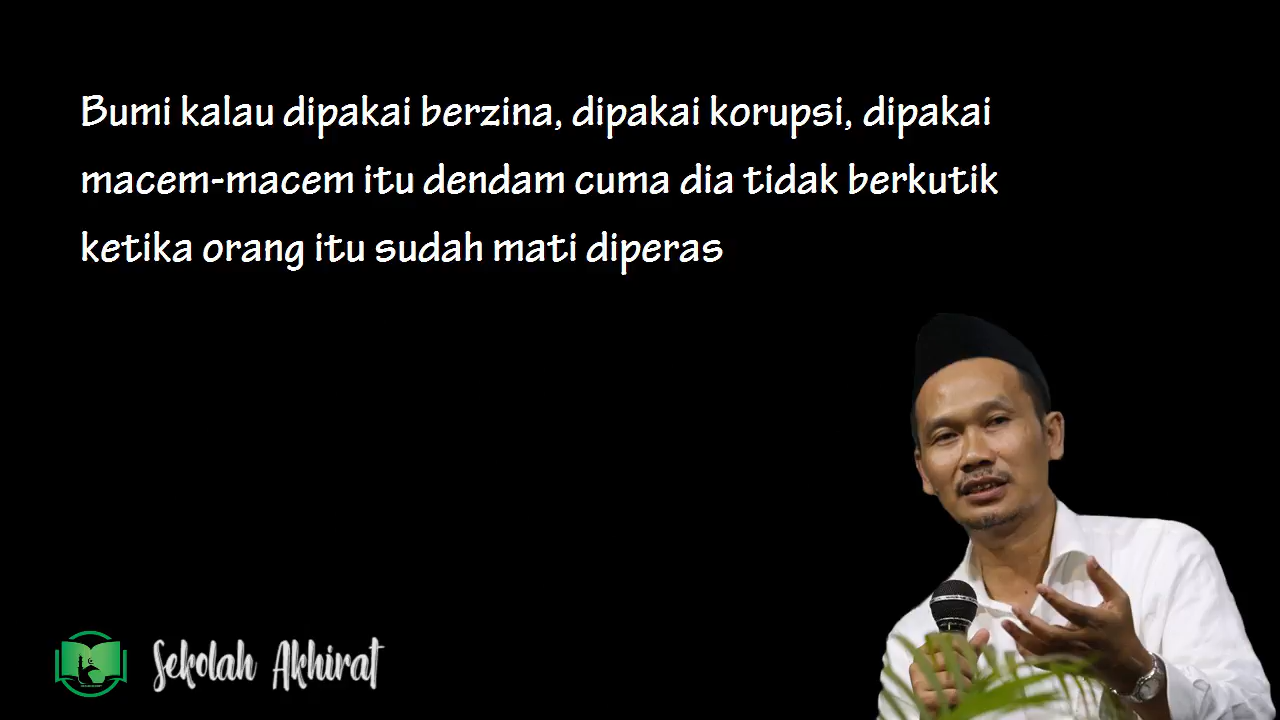 Bumi kalau dipakai berzina, dipakai korupsi, dipakai
macem-macem itu dendam cuma dia tidak berkutik
ketika orang itu sudah mati diperas
Sekolah Akhirat